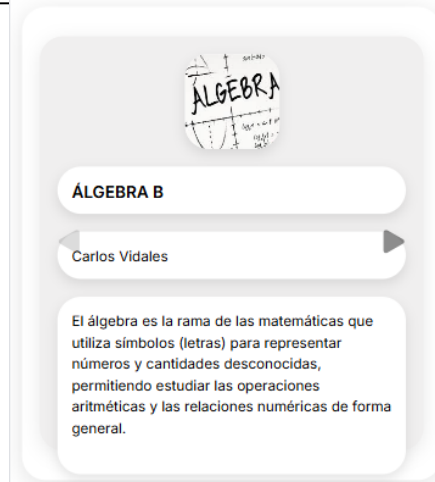 ÁLGEBRA
ÁLGEBRA B
Carlos Vidales
El álgebra es la rama de las matemáticas que
utiliza símbolos (letras) para representar
números y cantidades desconocidas,
permitiendo estudiar las operaciones
aritméticas y las relaciones numéricas de forma
general.